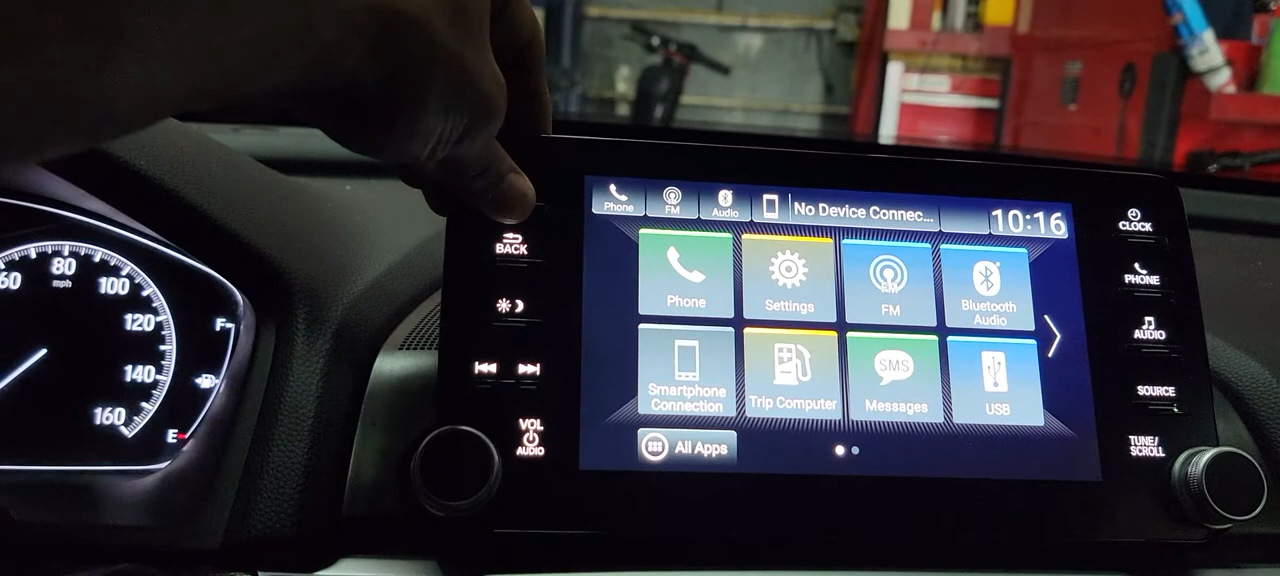 60
80
mph
100
120
140
160
F
E
BACK
VOL
AUDIO
Phone
FM
Audio
No Device Connec...
10:16
Phone
Settings
FM
FM
Bluetooth
Audio
Smartphone
Connection
Trip Computer
SMS
Messages
USB
All Apps
CLOCK
PHONE
AUDIO
SOURCE
TUNE/
SCROLL